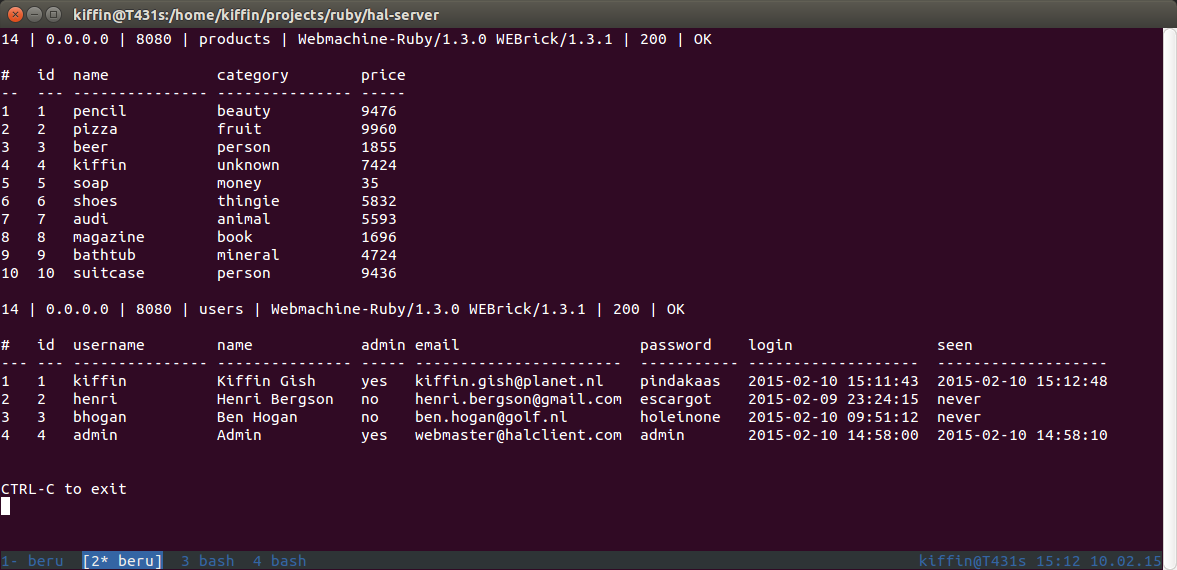 kiffin@T431s:/home/kiffin/projects/ruby/hal-server
14 | 0.0.0.0 | 8080 | products | Webmachine-Ruby/1.3.0 WEBrick/1.3.1 | 200 | OK
#   id  name            category        price
--  --- --------------- --------------- -----
1   1   pencil          beauty          9476
2   2   pizza           fruit           9960
3   3   beer            person          1855
4   4   kiffin          unknown         7424
5   5   soap            money           35
6   6   shoes           thingie         5832
7   7   audi            animal          5593
8   8   magazine        book            1696
9   9   bathtub         mineral         4724
10  10  suitcase        person          9436
14 | 0.0.0.0 | 8080 | users | Webmachine-Ruby/1.3.0 WEBrick/1.3.1 | 200 | OK
#   id  username        name            admin email                    password    login               seen
--- --- --------------- --------------- ----- -----------------------  ----------- ------------------- -------------------
1   1   kiffin          Kiffin Gish     yes   kiffin.gish@planet.nl    pindakaas   2015-02-10 15:11:43 2015-02-10 15:12:48
2   2   henri           Henri Bergson   no    henri.bergson@gmail.com  escargot    2015-02-09 23:24:15 never
3   3   bhogan          Ben Hogan       no    ben.hogan@golf.nl        holeinone   2015-02-10 09:51:12 never
4   4   admin           Admin           yes   webmaster@halclient.com  admin       2015-02-10 14:58:00 2015-02-10 14:58:10
CTRL-C to exit
1- beru  [2* beru]  3 bash  4 bash kiffin@T431s 15:12 10.02.15